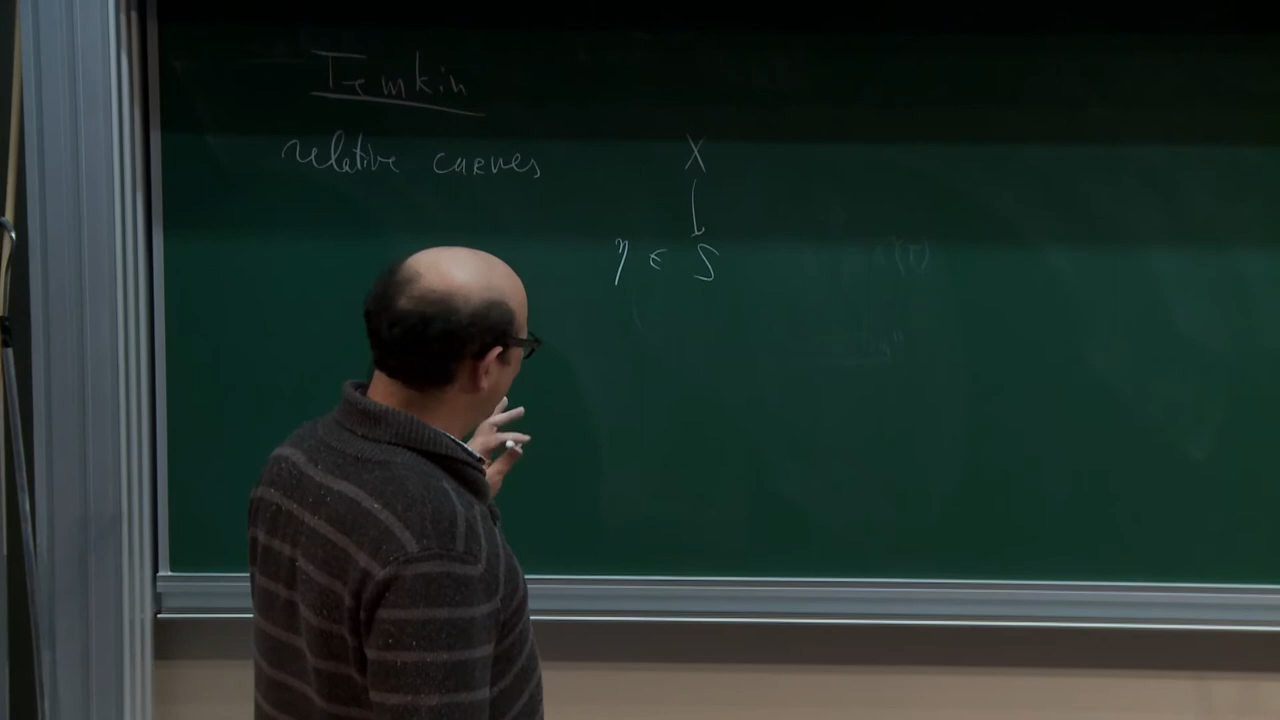 Temkin
relative curves
X
↓
η ∈ S